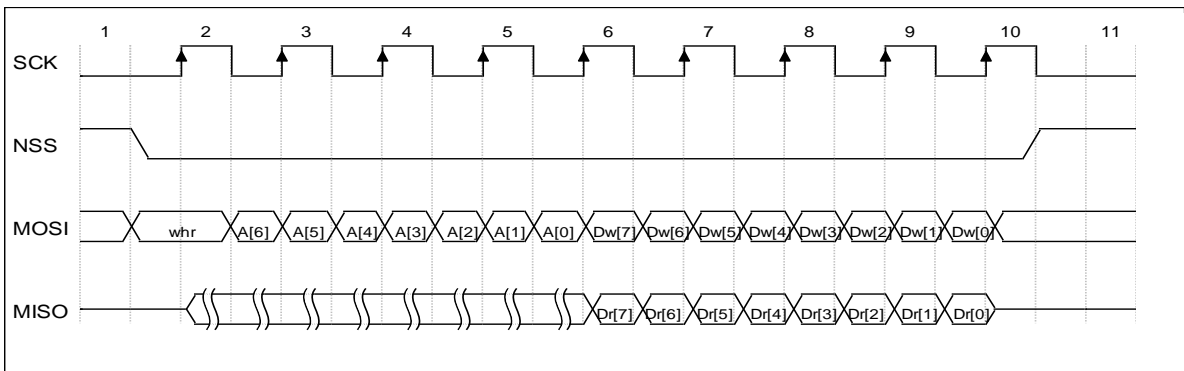 1 2 3 4 5 6 7 8 9 10 11
SCK
NSS
MOSI whr A[6] A[5] A[4] A[3] A[2] A[1] A[0] Dw[7] Dw[6] Dw[5] Dw[4] Dw[3] Dw[2] Dw[1] Dw[0]
MISO Dr[7] Dr[6] Dr[5] Dr[4] Dr[3] Dr[2] Dr[1] Dr[0]